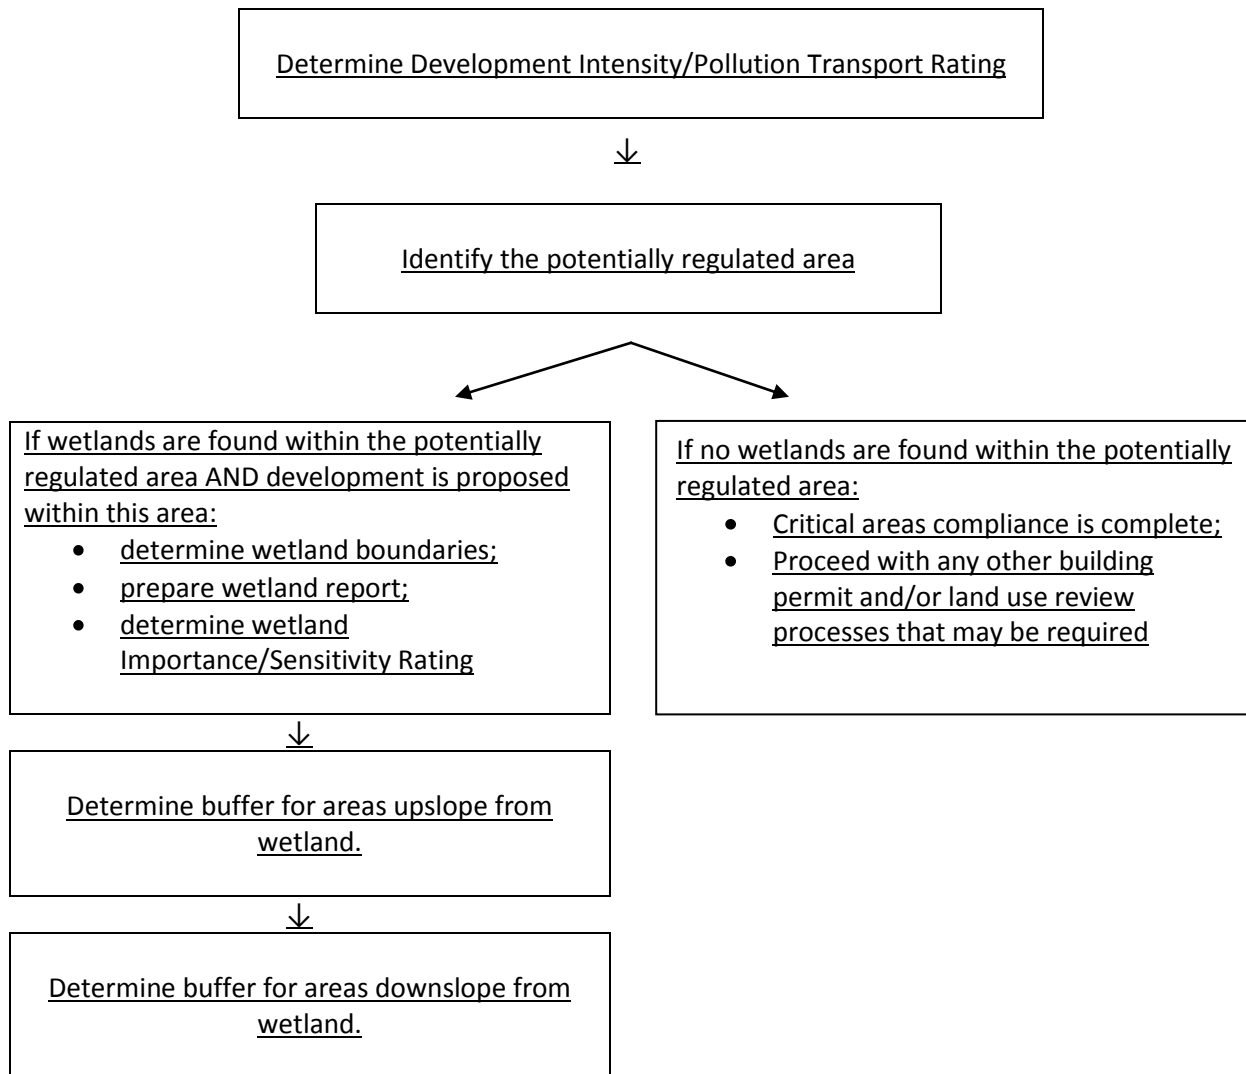 Determine Development Intensity/Pollution Transport Rating
↓
Identify the potentially regulated area
If wetlands are found within the potentially
regulated area AND development is proposed
within this area:
• determine wetland boundaries;
• prepare wetland report;
• determine wetland
Importance/Sensitivity Rating
If no wetlands are found within the potentially
regulated area:
• Critical areas compliance is complete;
• Proceed with any other building
permit and/or land use review
processes that may be required
↓
Determine buffer for areas upslope from
wetland.
↓
Determine buffer for areas downslope from
wetland.